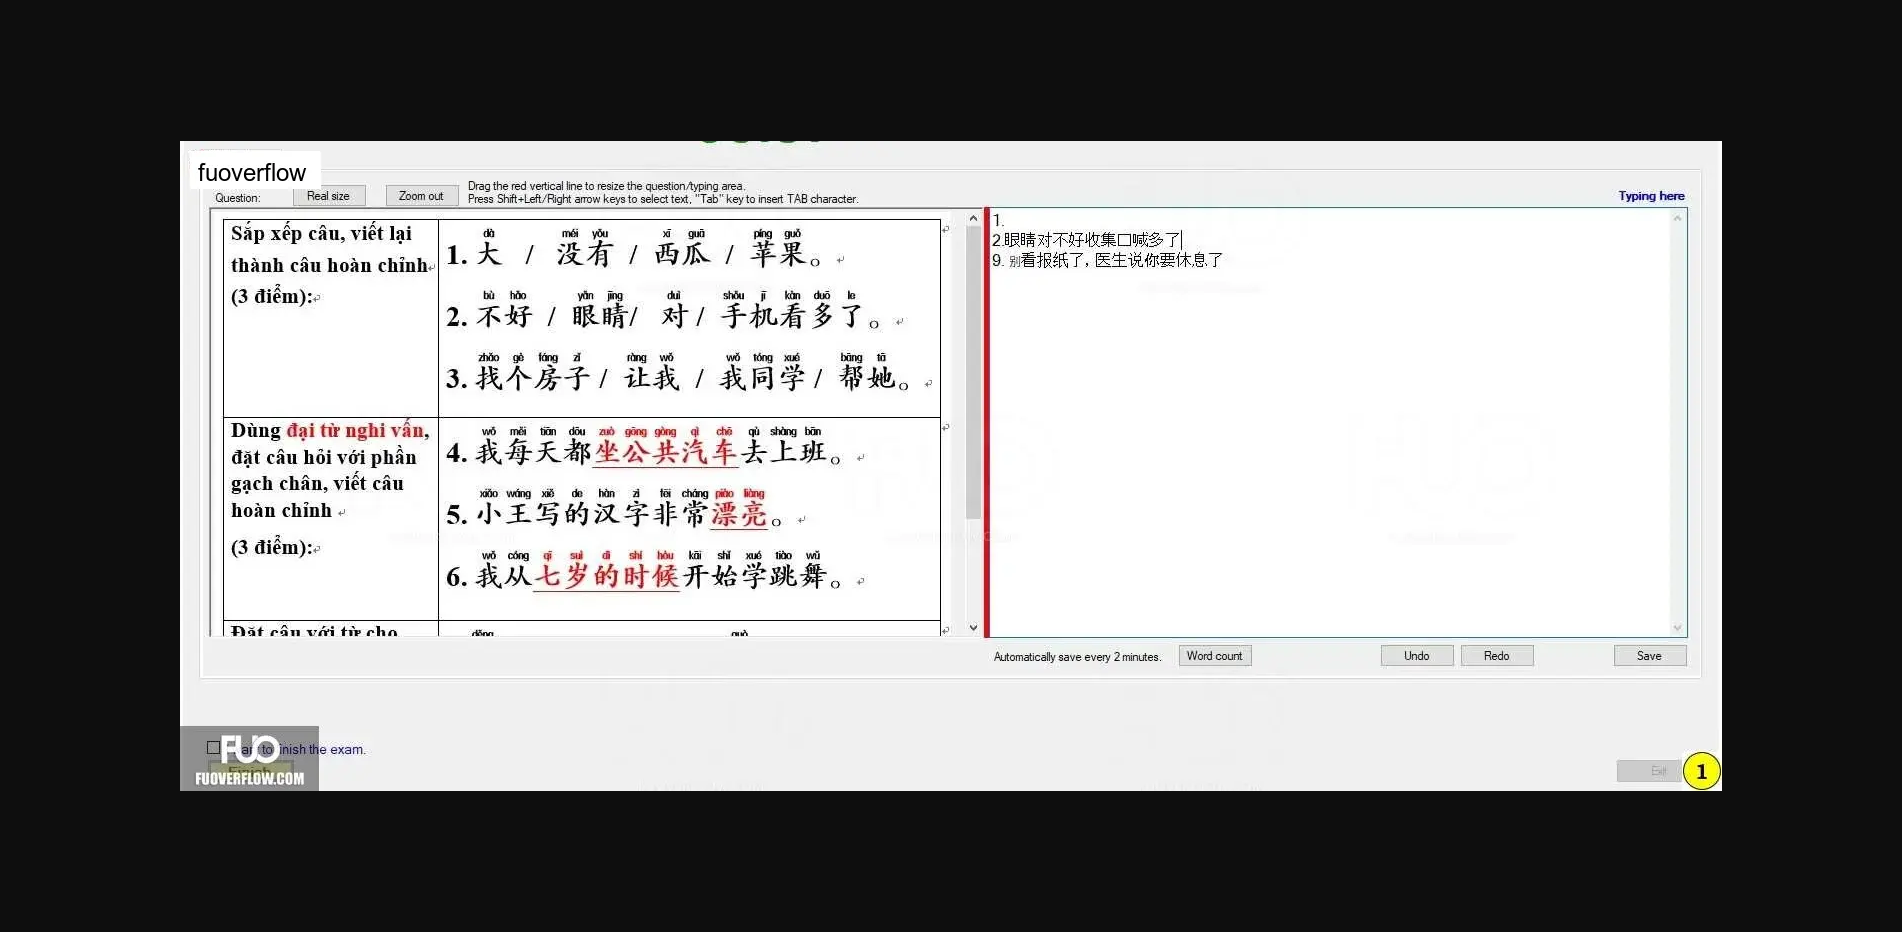 fuoverflow
Question:
Real size
Zoom out
Drag the red vertical line to resize the question/typing area.
Press Shift+Left/Right arrow keys to select text, "Tab" key to insert TAB character.
Typing here
Sắp xếp câu, viết lại
thành câu hoàn chỉnh
(3 điểm):
dà méi yǒu xī guā píng guǒ
1. 大 / 没有 / 西瓜 / 苹果。
bù hǎo yǎn jīng duì shǒu jī kàn duō le
2. 不好 / 眼睛/ 对 / 手机看多了。
zhǎo gè fáng zǐ ràng wǒ wǒ tóng xué bāng tā
3. 找个房子 / 让我 / 我同学 / 帮她。
Dùng đại từ nghi vấn,
đặt câu hỏi với phần
gạch chân, viết câu
hoàn chỉnh
(3 điểm):
wǒ měi tiān dōu zuò gōng gòng qì chē qù shàng bān
4. 我每天都坐公共汽车去上班。
xiǎo wáng xiě de hàn zì fēi cháng piào liàng
5. 小王写的汉字非常漂亮。
wǒ cóng qī suì dí shí hòu kāi shǐ xué tiào wǔ
6. 我从七岁的时候开始学跳舞。
Đặt câu với từ cho
děng guò
1.
2.眼睛对不好收集口喊多了
9. 别看报纸了, 医生说你要休息了
Automatically save every 2 minutes.
Word count
Undo
Redo
Save
to finish the exam.
Finish
FUO
FUOVERFLOW.COM
Exit
1